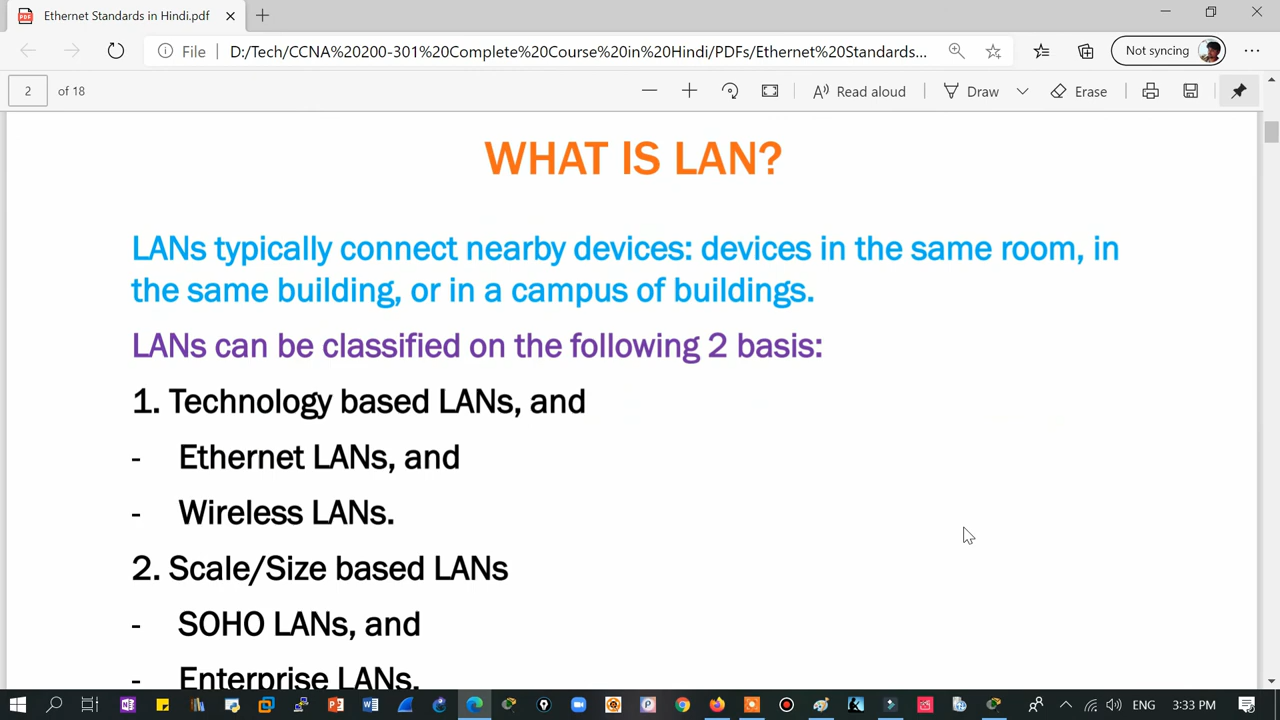 Ethernet Standards in Hindi.pdf
Not syncing
File D:/Tech/CCNA%20200-301%20Complete%20Course%20in%20Hindi/PDFs/Ethernet%20Standards...
2 of 18
Read aloud
Draw
Erase
WHAT IS LAN?
LANs typically connect nearby devices: devices in the same room, in
the same building, or in a campus of buildings.
LANs can be classified on the following 2 basis:
1. Technology based LANs, and
- Ethernet LANs, and
- Wireless LANs.
2. Scale/Size based LANs
- SOHO LANs, and
- Enterprise LANs.
ENG 3:33 PM